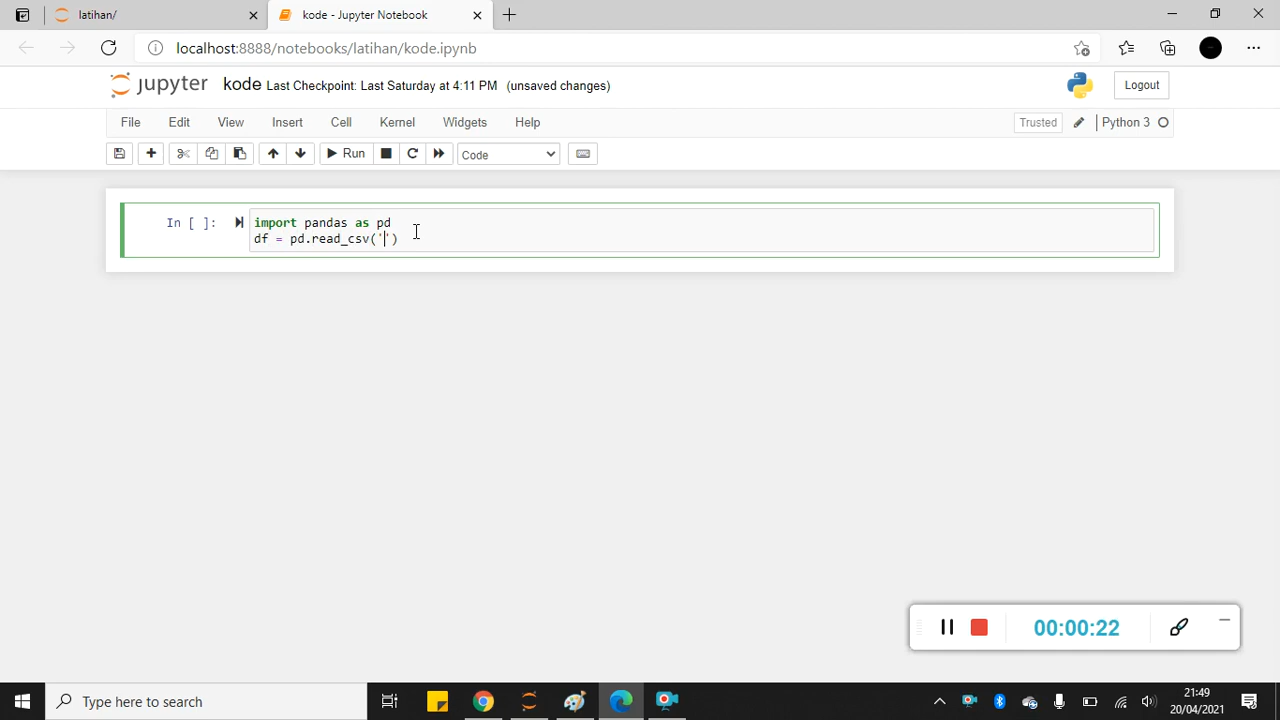 latihan/
kode - Jupyter Notebook
localhost:8888/notebooks/latihan/kode.ipynb
jupyter kode Last Checkpoint: Last Saturday at 4:11 PM (unsaved changes)
Logout
File Edit View Insert Cell Kernel Widgets Help
Trusted
Python 3
Run
Code
In [ ]:
import pandas as pd
df = pd.read_csv('')
00:00:22
Type here to search
21:49
20/04/2021